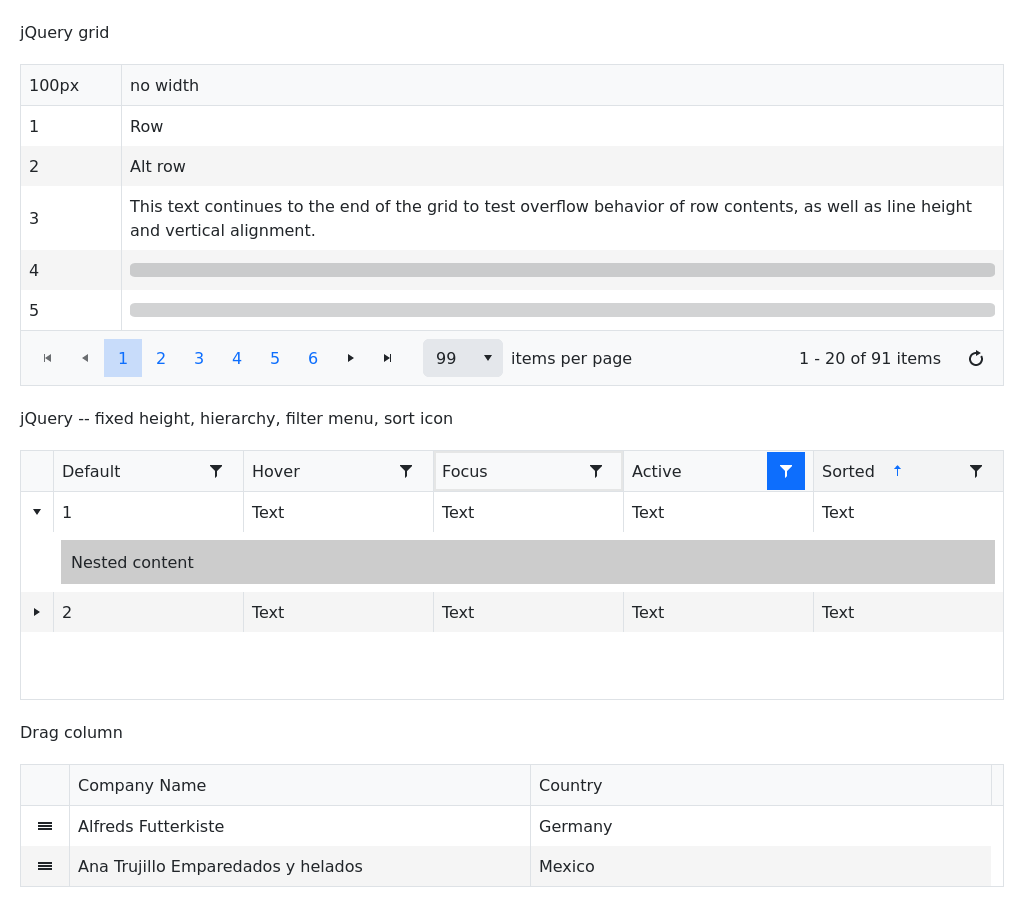 jQuery grid
100px no width
1 Row
2 Alt row
3 This text continues to the end of the grid to test overflow behavior of row contents, as well as line height
and vertical alignment.
4
5
1 2 3 4 5 6 99 items per page 1 - 20 of 91 items
jQuery -- fixed height, hierarchy, filter menu, sort icon
Default Hover Focus Active Sorted
1 Text Text Text Text
Nested content
2 Text Text Text Text
Drag column
Company Name Country
Alfreds Futterkiste Germany
Ana Trujillo Emparedados y helados Mexico